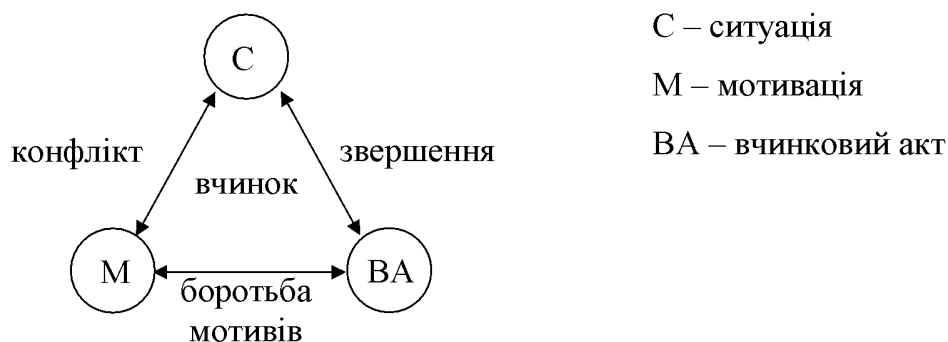 С
С – ситуація
М – мотивація
ВА – вчинковий акт
конфлікт
звершення
вчинок
М
ВА
боротьба
мотивів